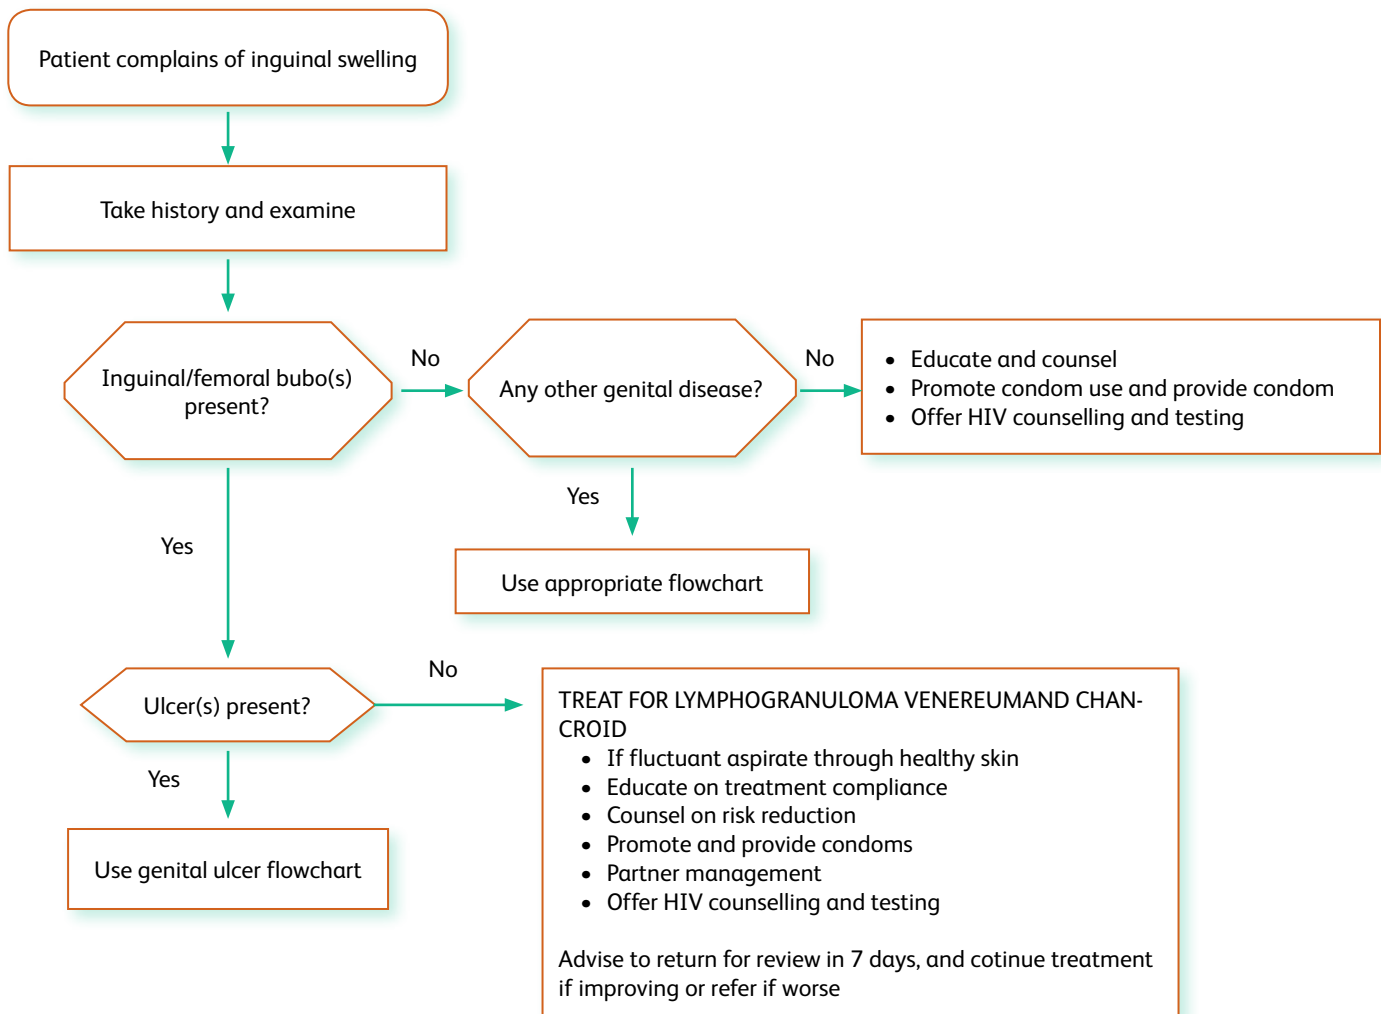 Patient complains of inguinal swelling
Take history and examine
Inguinal/femoral bubo(s)
present?
No
Any other genital disease?
No
• Educate and counsel
• Promote condom use and provide condom
• Offer HIV counselling and testing
Yes
Use appropriate flowchart
Yes
Ulcer(s) present?
No
TREAT FOR LYMPHOGRANULOMA VENEREUMAND CHAN-
CROID
• If fluctuant aspirate through healthy skin
• Educate on treatment compliance
• Counsel on risk reduction
• Promote and provide condoms
• Partner management
• Offer HIV counselling and testing
Advise to return for review in 7 days, and cotinue treatment
if improving or refer if worse
Yes
Use genital ulcer flowchart